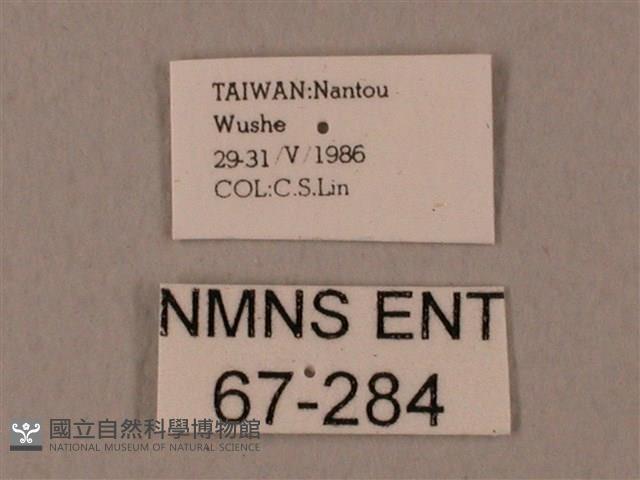 TAIWAN:Nantou
Wushe
29-31/V/1986
COL:C.S.Lin
NMNS ENT
67-284
國立自然科學博物館
NATIONAL MUSEUM OF NATURAL SCIENCE